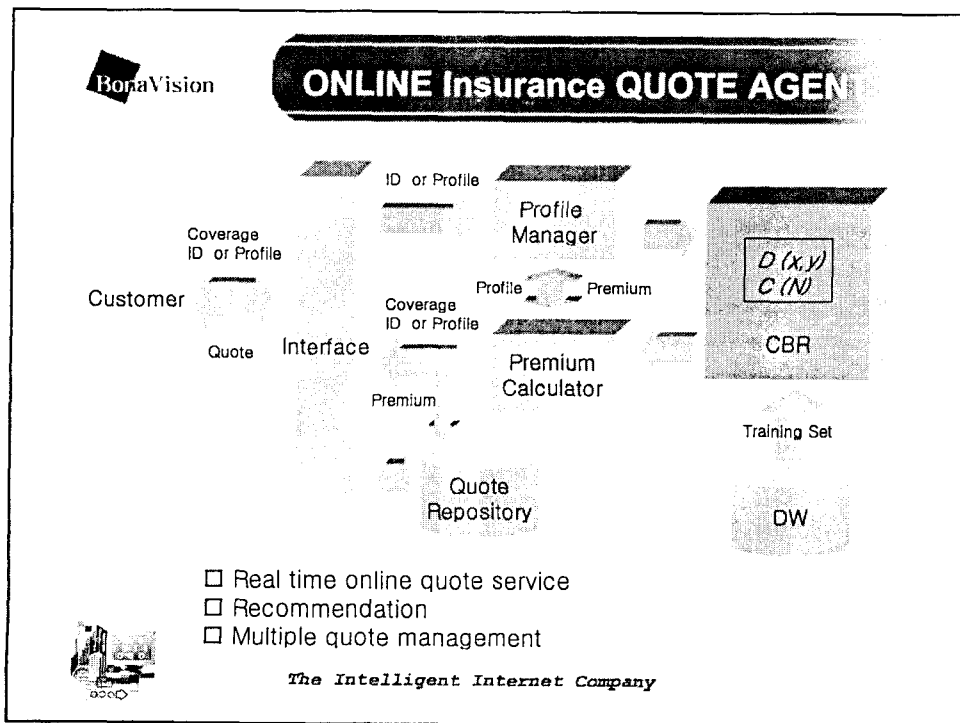 BonaVision
ONLINE Insurance QUOTE AGENT
ID or Profile
Profile
Manager
Coverage
ID or Profile
D (x,y)
C (N)
Customer
Profile
Premium
Coverage
ID or Profile
Quote
Interface
CBR
Premium
Calculator
Premium
Training Set
Quote
Repository
DW
□ Real time online quote service
□ Recommendation
□ Multiple quote management
The Intelligent Internet Company